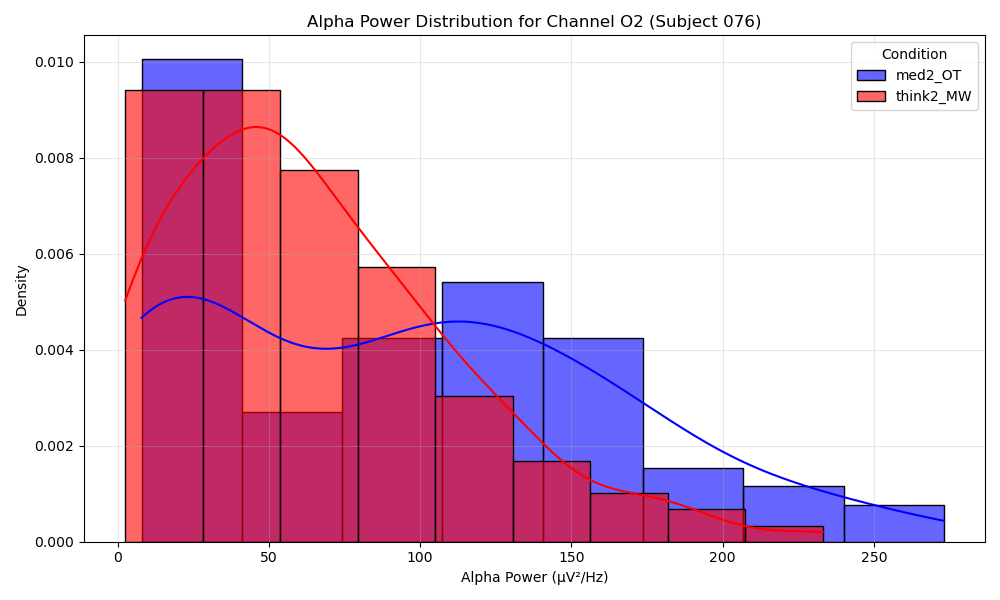 Alpha Power Distribution for Channel O2 (Subject 076)
Condition
med2_OT
think2_MW
Density
0.010
0.008
0.006
0.004
0.002
0.000
0 50 100 150 200 250
Alpha Power (μV²/Hz)